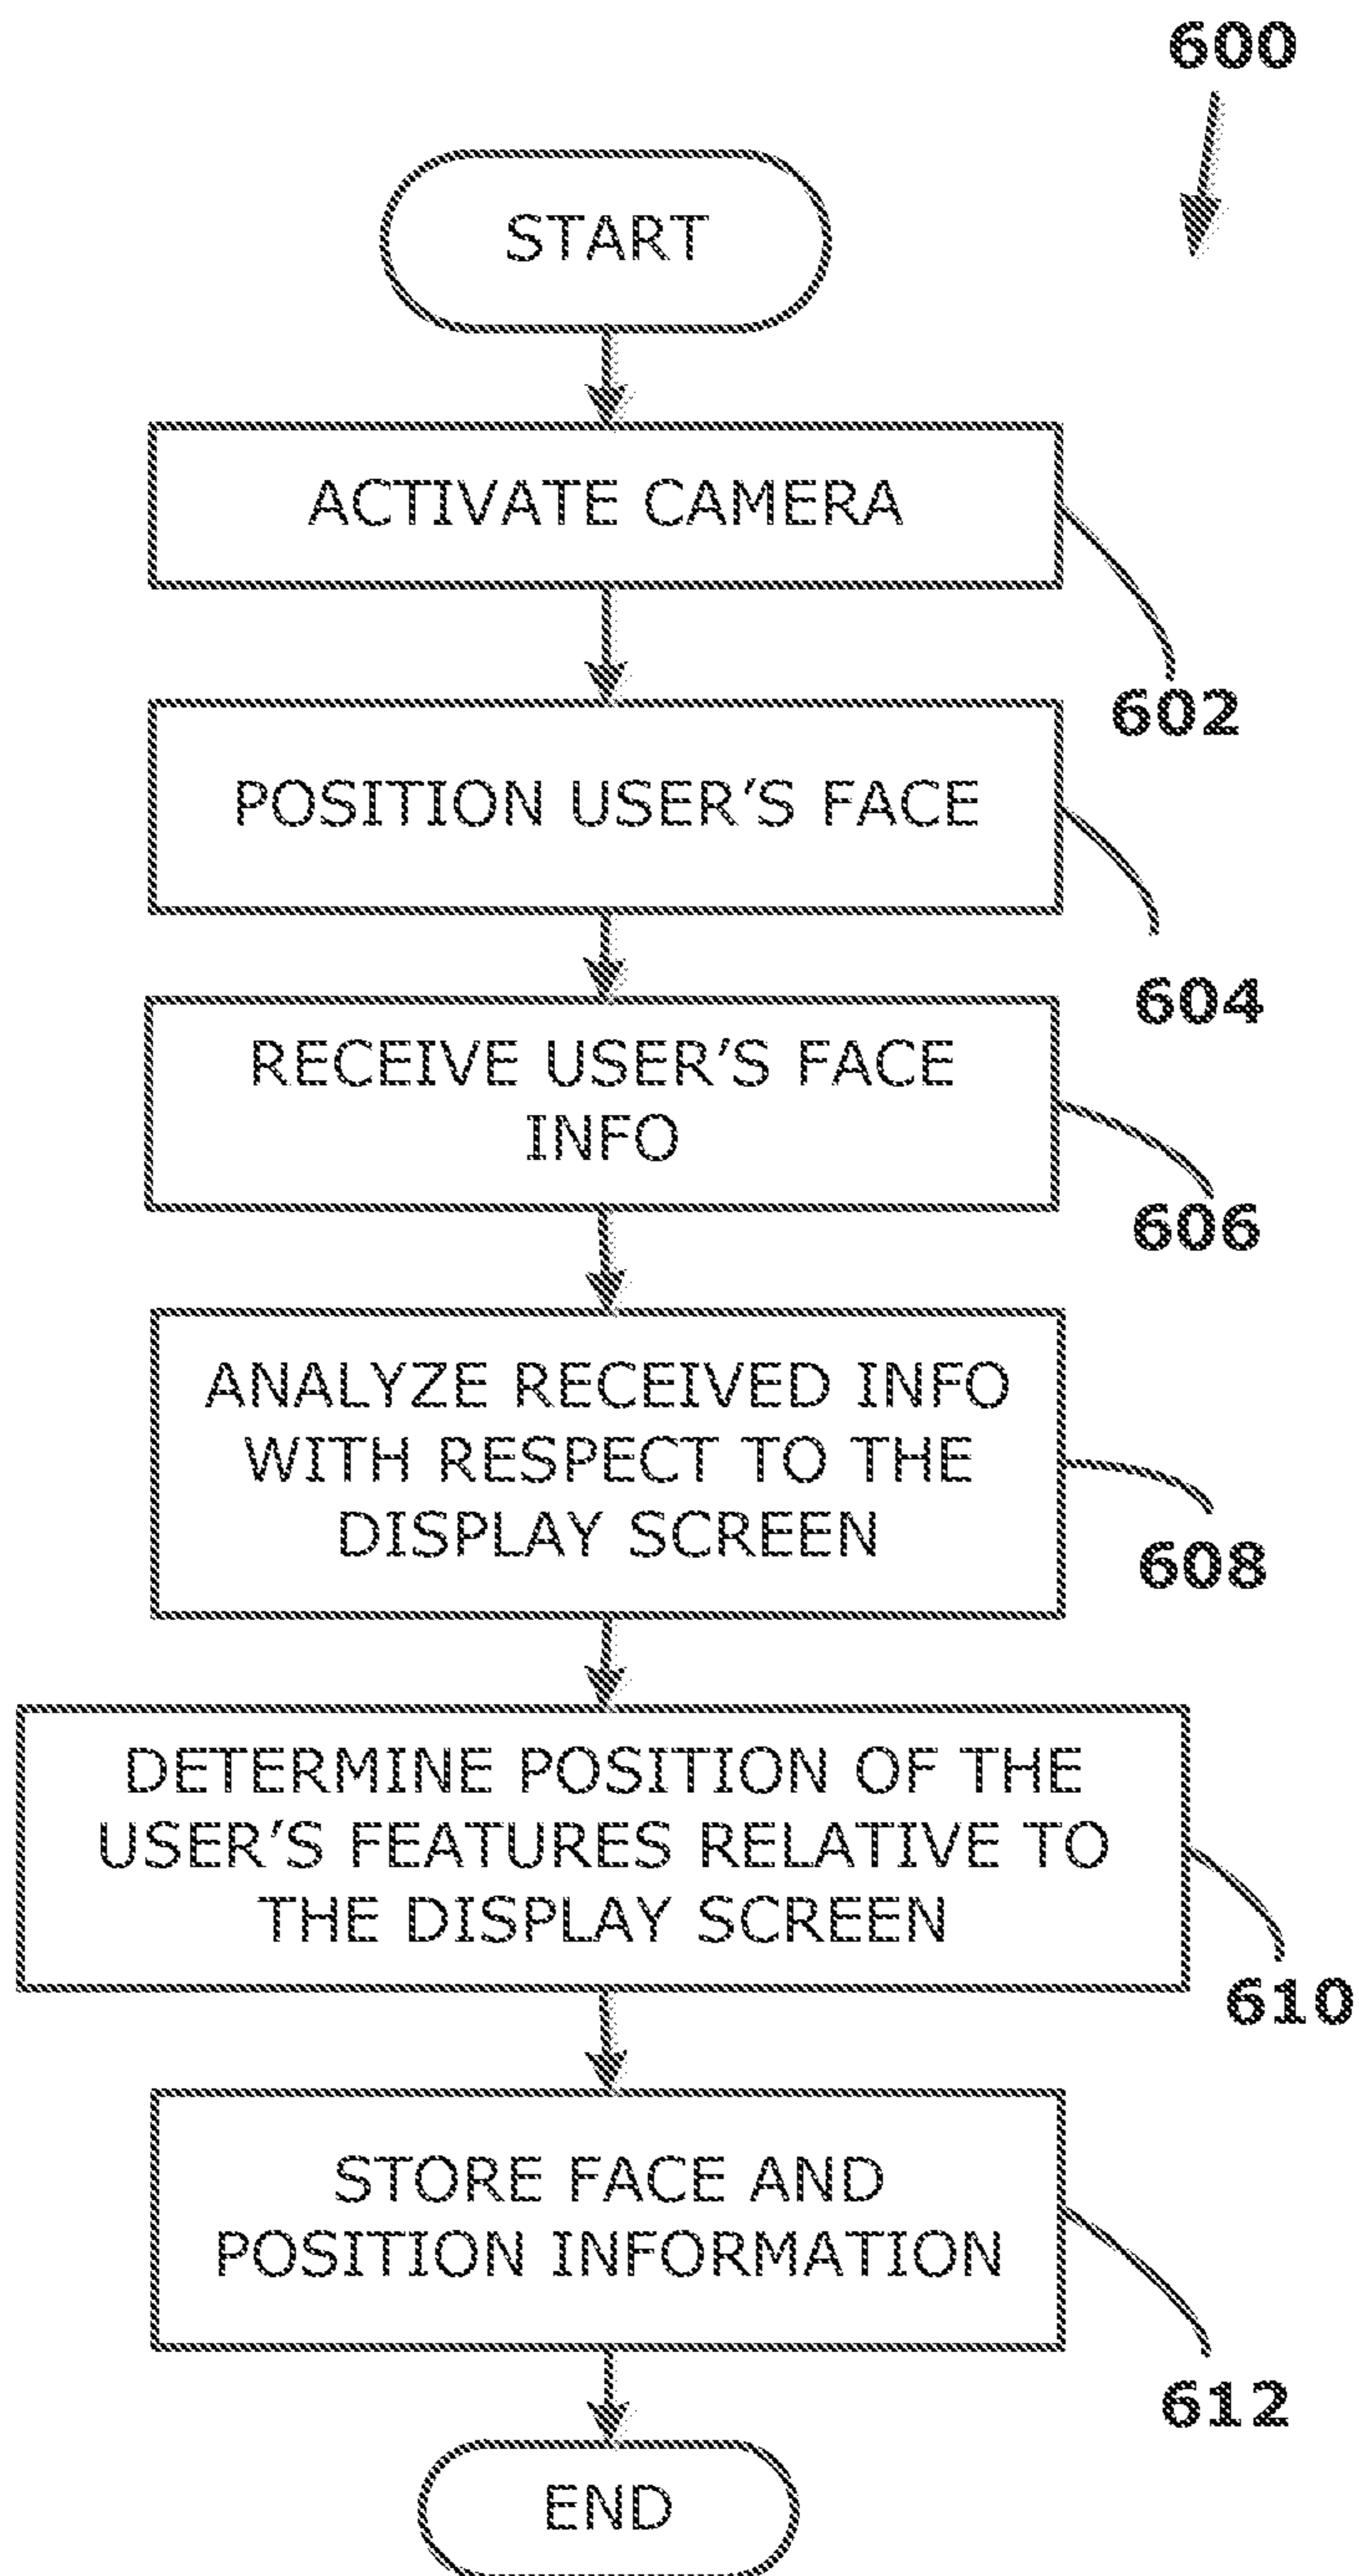 600
START
ACTIVATE CAMERA
602
POSITION USER'S FACE
604
RECEIVE USER'S FACE
INFO
606
ANALYZE RECEIVED INFO
WITH RESPECT TO THE
DISPLAY SCREEN
608
DETERMINE POSITION OF THE
USER'S FEATURES RELATIVE TO
THE DISPLAY SCREEN
610
STORE FACE AND
POSITION INFORMATION
612
END